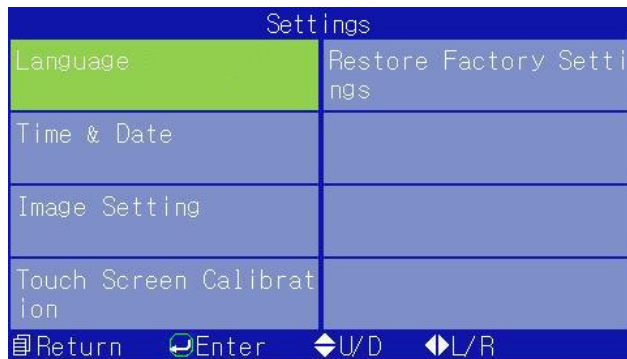 Settings
Language
Restore Factory Setti
ngs
Time & Date
Image Setting
Touch Screen Calibrat
ion
Return Enter U/D L/R